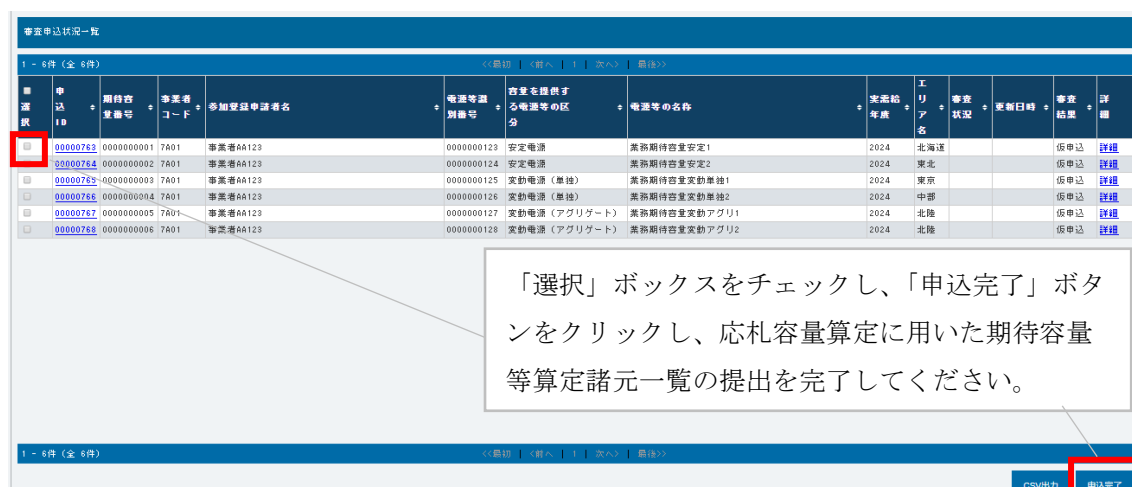 審査申込状況一覧
1 - 6件 (全 6件) <<最初 | <前へ | 1 | 次へ> | 最後>>
選択 申込ID 期待容量番号 事業者コード 参加登録申請者名 電源等識別番号 容量を提供する電源等の区分 電源等の名称 実需給年度 エリア名 審査状況 更新日時 審査結果 詳細
00000763 0000000001 7A01 事業者AA123 0000000123 安定電源 業務期待容量安定1 2024 北海道 仮申込 詳細
00000764 0000000002 7A01 事業者AA123 0000000124 安定電源 業務期待容量安定2 2024 東北 仮申込 詳細
00000765 0000000003 7A01 事業者AA123 0000000125 変動電源 (単独) 業務期待容量変動単独1 2024 東京 仮申込 詳細
00000766 0000000004 7A01 事業者AA123 0000000126 変動電源 (単独) 業務期待容量変動単独2 2024 中部 仮申込 詳細
00000767 0000000005 7A01 事業者AA123 0000000127 変動電源 (アグリゲート) 業務期待容量変動アグリ1 2024 北陸 仮申込 詳細
00000768 0000000006 7A01 事業者AA123 0000000128 変動電源 (アグリゲート) 業務期待容量変動アグリ2 2024 北陸 仮申込 詳細
「選択」ボックスをチェックし、「申込完了」ボタ
ンをクリックし、応札容量算定に用いた期待容量
等算定諸元一覧の提出を完了してください。
1 - 6件 (全 6件) <<最初 | <前へ | 1 | 次へ> | 最後>>
CSV出力 申込完了